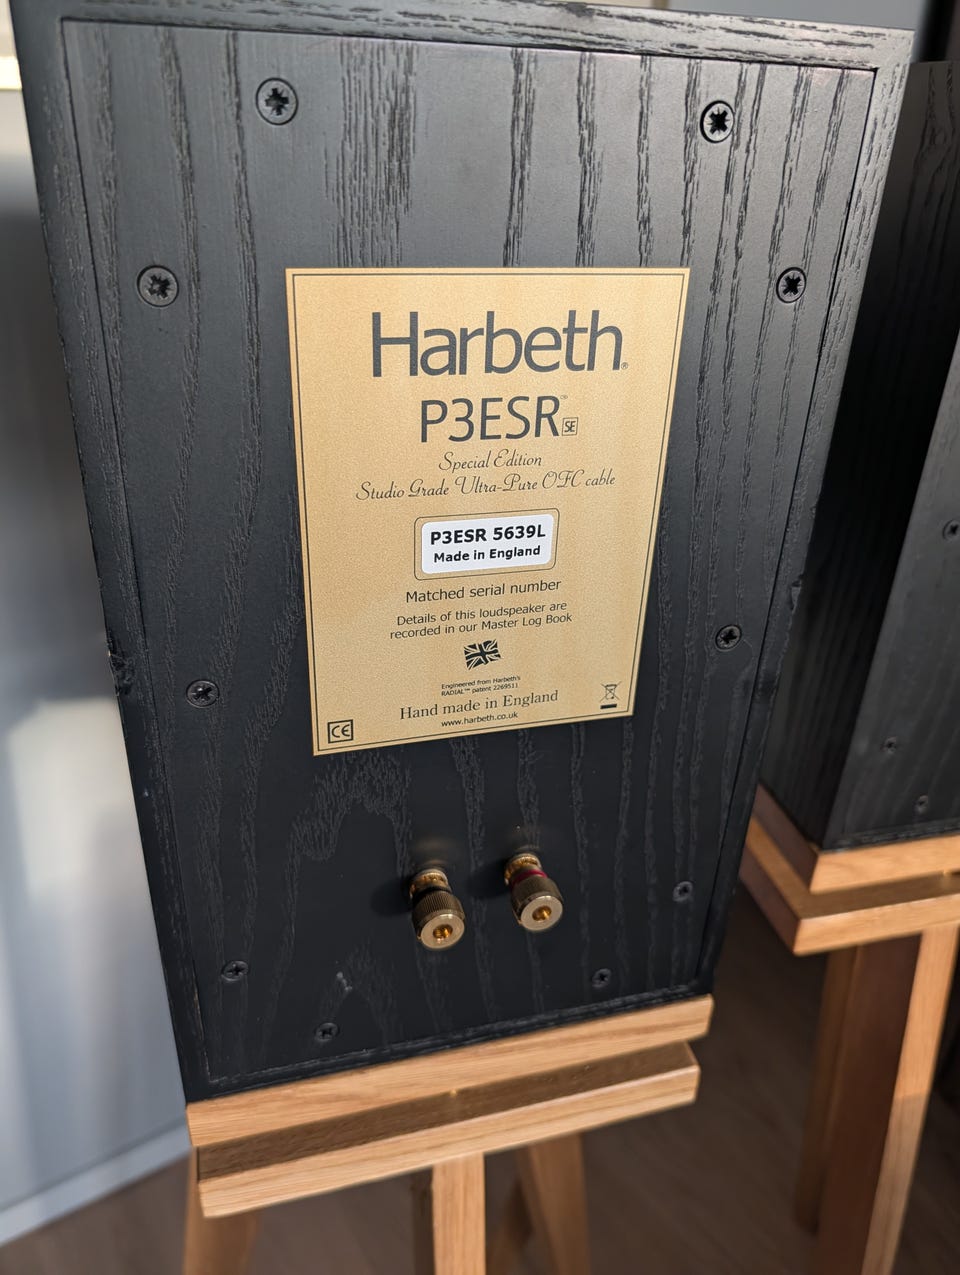 Harbeth®
P3ESR™ SE
Special Edition
Studio Grade Ultra-Pure OFC cable
P3ESR 5639L
Made in England
Matched serial number
Details of this loudspeaker are
recorded in our Master Log Book
Engineered from Harbeth's
RADIAL™ patent 2269511
Hand made in England
www.harbeth.co.uk
CE